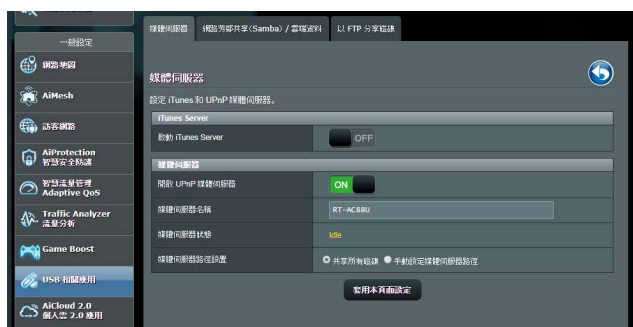 媒體伺服器
網路芳鄰共享(Samba) / 雲端資料
以 FTP 分享磁碟
一般設定
網路地圖
AiMesh
訪客網路
AiProtection
智慧安全防護
智慧流量管理
Adaptive QoS
Traffic Analyzer
流量分析
Game Boost
USB 相關應用
AiCloud 2.0
個人雲 2.0 應用
媒體伺服器
設定 iTunes 和 UPnP 媒體伺服器。
iTunes Server
啟動 iTunes Server
OFF
媒體伺服器
開啟 UPnP 媒體伺服器
ON
媒體伺服器名稱
RT-AC88U
媒體伺服器狀態
Idle
媒體伺服器路徑設置
共享所有磁碟
手動設定媒體伺服器路徑
套用本頁面設定